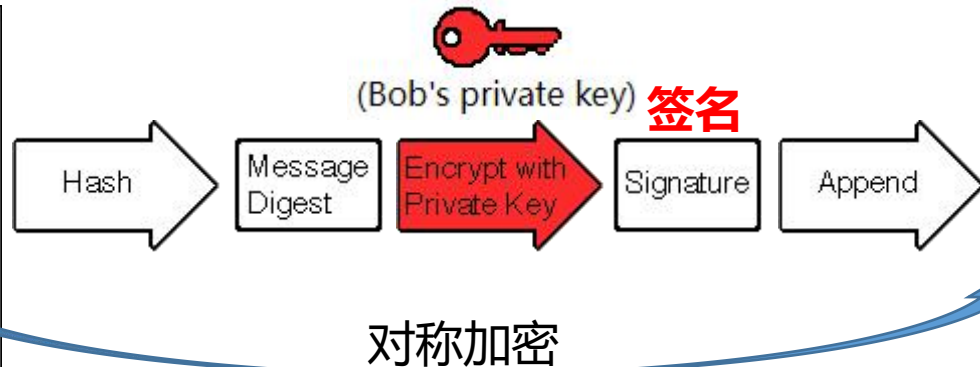 (Bob's private key)
签名
Hash
Message
Digest
Encrypt with
Private Key
Signature
Append
对称加密